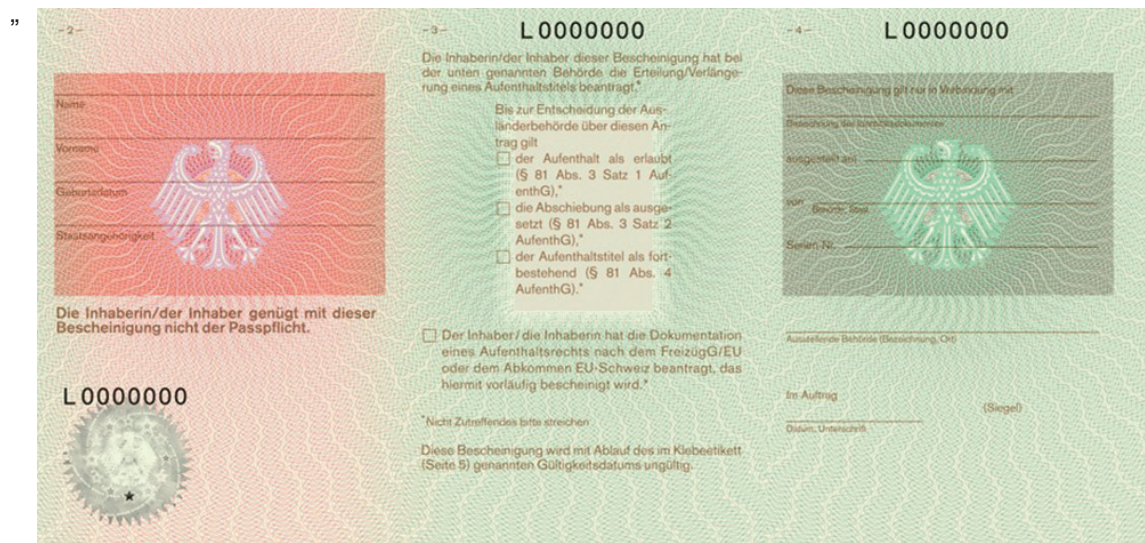 ”
-2-
Name
Vorname
Geburtsdatum
Staatsangehörigkeit
Die Inhaberin/der Inhaber genügt mit dieser
Bescheinigung nicht der Passpflicht.
L0000000
-3-
L0000000
Die Inhaberin/der Inhaber dieser Bescheinigung hat bei
der unten genannten Behörde die Erteilung/Verlänge-
rung eines Aufenthaltstitels beantragt.*
Bis zur Entscheidung der Aus-
länderbehörde über diesen An-
trag gilt
der Aufenthalt als erlaubt
(§ 81 Abs. 3 Satz 1 Auf-
enthG),*
die Abschiebung als ausge-
setzt (§ 81 Abs. 3 Satz 2
AufenthG),*
der Aufenthaltstitel als fort-
bestehend (§ 81 Abs. 4
AufenthG).*
Der Inhaber/die Inhaberin hat die Dokumentation
eines Aufenthaltsrechts nach dem FreizügG/EU
oder dem Abkommen EU-Schweiz beantragt, das
hiermit vorläufig bescheinigt wird.*
*Nicht Zutreffendes bitte streichen
Diese Bescheinigung wird mit Ablauf des im Klebeetikett
(Seite 5) genannten Gültigkeitsdatums ungültig.
-4-
L0000000
Diese Bescheinigung gilt nur in Verbindung mit
Bezeichnung des Identitätsdokumentes
ausgestellt am
von
Behörde, Staat
Serien Nr.
Ausstellende Behörde (Bezeichnung, Ort)
Im Auftrag
(Siegel)
Datum, Unterschrift